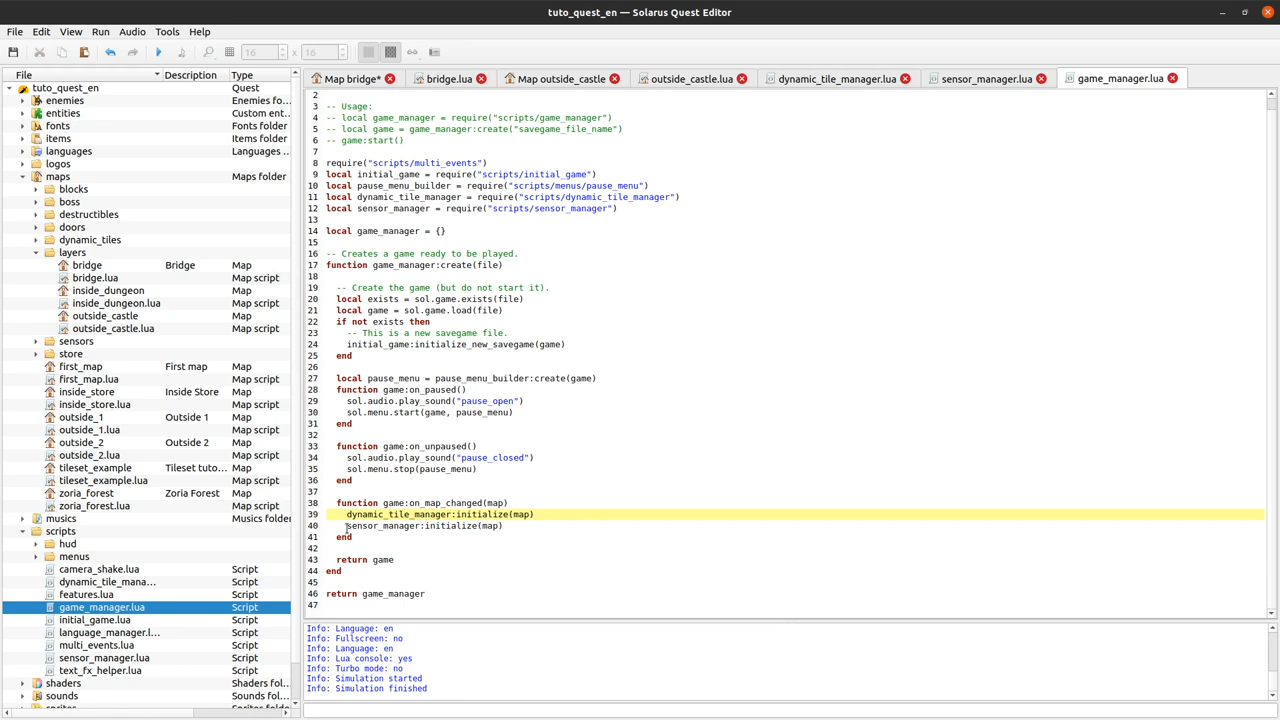 tuto_quest_en — Solarus Quest Editor
File Edit View Run Audio Tools Help
16 x 16
File Description Type
tuto_quest_en Quest
enemies Enemies fo...
entities Custom ent...
fonts Fonts folder
items Items folder
languages Languages ...
logos
maps Maps folder
blocks
boss
destructibles
doors
dynamic_tiles
layers
bridge Bridge Map
bridge.lua Map script
inside_dungeon Map
inside_dungeon.lua Map script
outside_castle Map
outside_castle.lua Map script
sensors
store
first_map First map Map
first_map.lua Map script
inside_store Inside Store Map
inside_store.lua Map script
outside_1 Outside 1 Map
outside_1.lua Map script
outside_2 Outside 2 Map
outside_2.lua Map script
tileset_example Tileset tuto... Map
tileset_example.lua Map script
zoria_forest Zoria Forest Map
zoria_forest.lua Map script
musics Musics folder
scripts
hud
menus
camera_shake.lua Script
dynamic_tile_mana... Script
features.lua Script
game_manager.lua Script
initial_game.lua Script
language_manager.l... Script
multi_events.lua Script
sensor_manager.lua Script
text_fx_helper.lua Script
shaders Shaders fol...
sounds Sounds fol...
Map bridge* bridge.lua Map outside_castle outside_castle.lua dynamic_tile_manager.lua sensor_manager.lua game_manager.lua
2
3 -- Usage:
4 -- local game_manager = require("scripts/game_manager")
5 -- local game = game_manager:create("savegame_file_name")
6 -- game:start()
7
8 require("scripts/multi_events")
9 local initial_game = require("scripts/initial_game")
10 local pause_menu_builder = require("scripts/menus/pause_menu")
11 local dynamic_tile_manager = require("scripts/dynamic_tile_manager")
12 local sensor_manager = require("scripts/sensor_manager")
13
14 local game_manager = {}
15
16 -- Creates a game ready to be played.
17 function game_manager:create(file)
18
19 -- Create the game (but do not start it).
20 local exists = sol.game.exists(file)
21 local game = sol.game.load(file)
22 if not exists then
23 -- This is a new savegame file.
24 initial_game:initialize_new_savegame(game)
25 end
26
27 local pause_menu = pause_menu_builder:create(game)
28 function game:on_paused()
29 sol.audio.play_sound("pause_open")
30 sol.menu.start(game, pause_menu)
31 end
32
33 function game:on_unpaused()
34 sol.audio.play_sound("pause_closed")
35 sol.menu.stop(pause_menu)
36 end
37
38 function game:on_map_changed(map)
39 dynamic_tile_manager:initialize(map)
40 sensor_manager:initialize(map)
41 end
42
43 return game
44 end
45
46 return game_manager
47
Info: Language: en
Info: Fullscreen: no
Info: Language: en
Info: Lua console: yes
Info: Turbo mode: no
Info: Simulation started
Info: Simulation finished